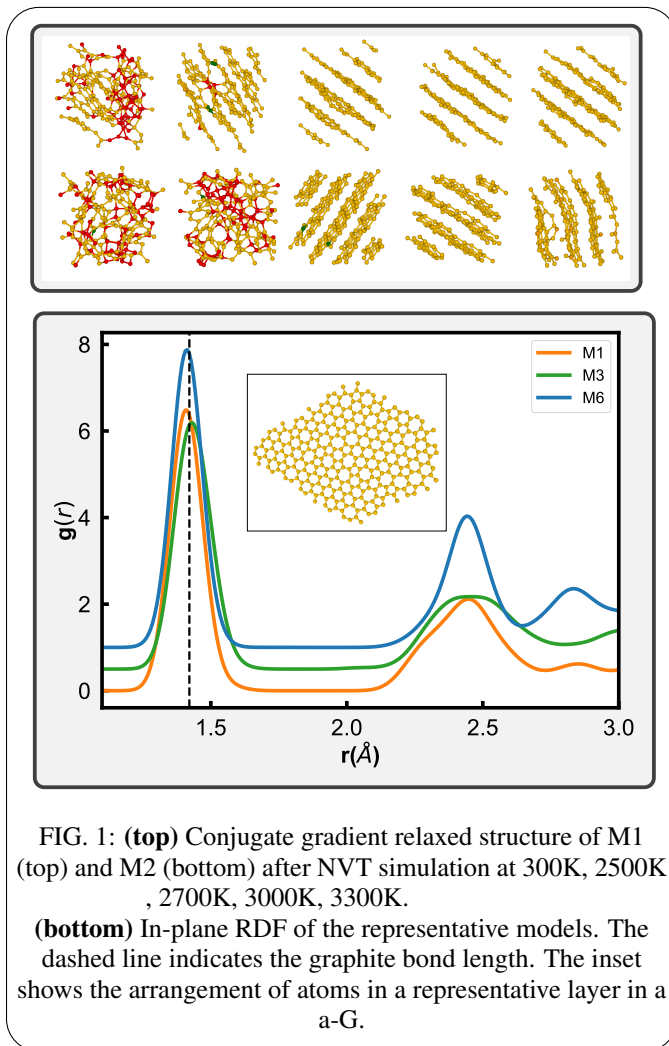 8
6
4
2
0
g(r)
M1
M3
M6
1.5 2.0 2.5 3.0
r(Å)
FIG. 1: (top) Conjugate gradient relaxed structure of M1
(top) and M2 (bottom) after NVT simulation at 300K, 2500K
, 2700K, 3000K, 3300K.
(bottom) In-plane RDF of the representative models. The
dashed line indicates the graphite bond length. The inset
shows the arrangement of atoms in a representative layer in a
a-G.